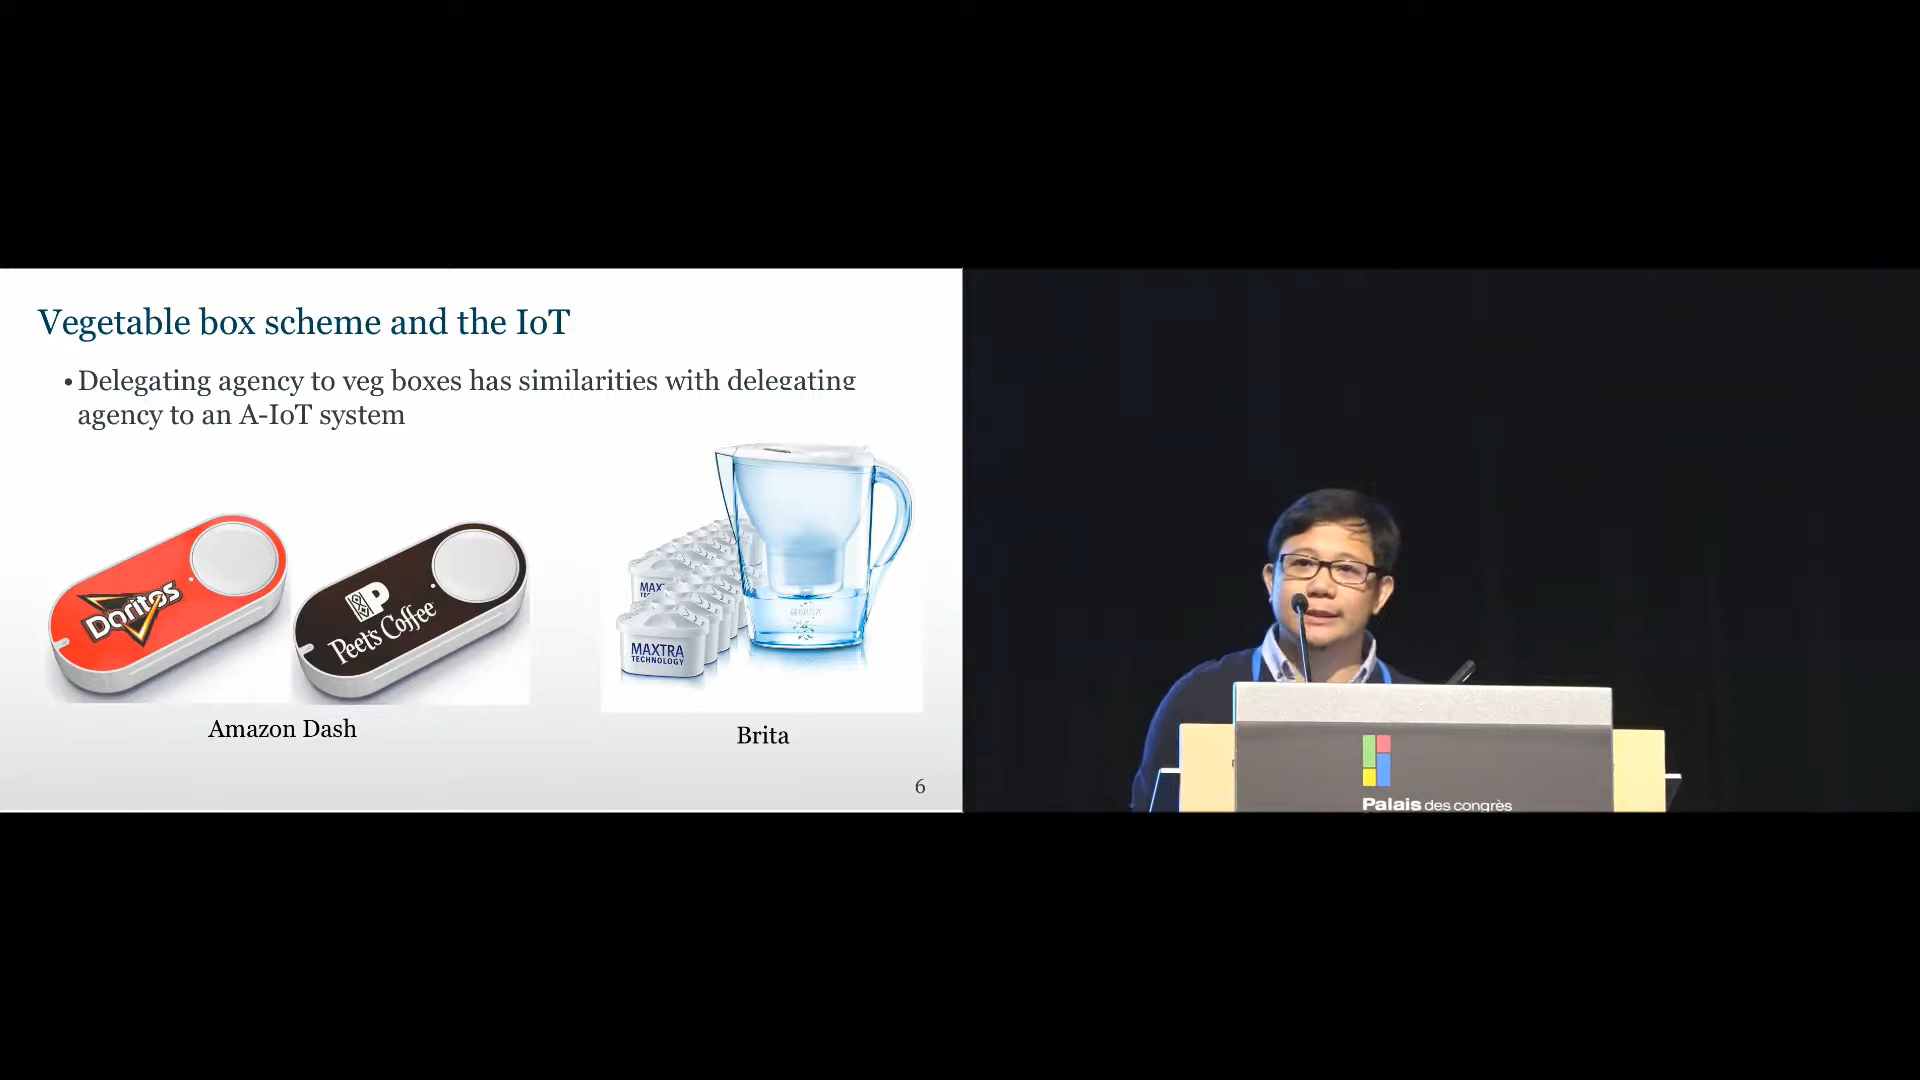 Vegetable box scheme and the IoT
• Delegating agency to veg boxes has similarities with delegating
agency to an A-IoT system
Doritos
Peet's Coffee
MAXTRA
TECHNOLOGY
BRITA
Amazon Dash
Brita
6
Palais des congrès